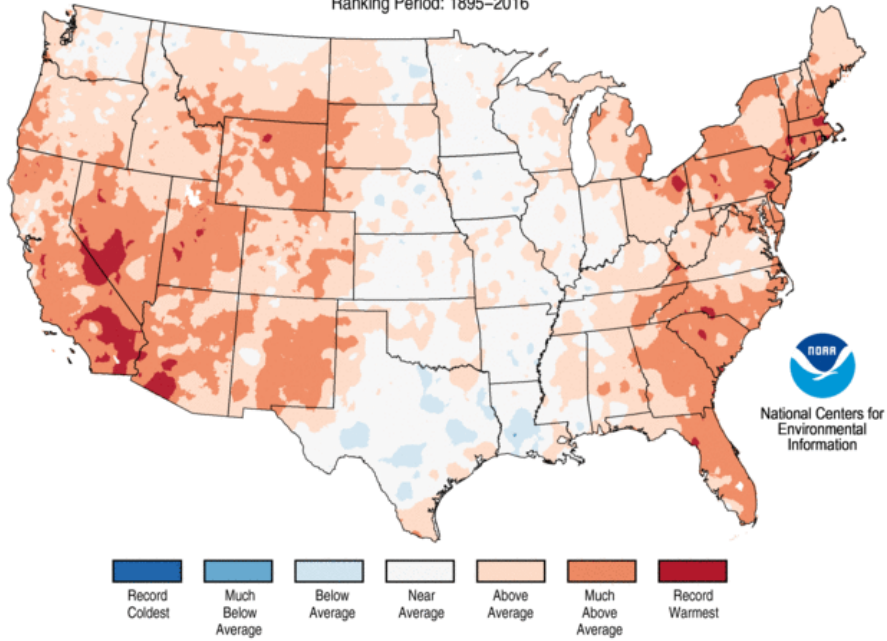 Ranking Period: 1895–2016
NOAA
National Centers for
Environmental
Information
Record
Coldest
Much
Below
Average
Below
Average
Near
Average
Above
Average
Much
Above
Average
Record
Warmest